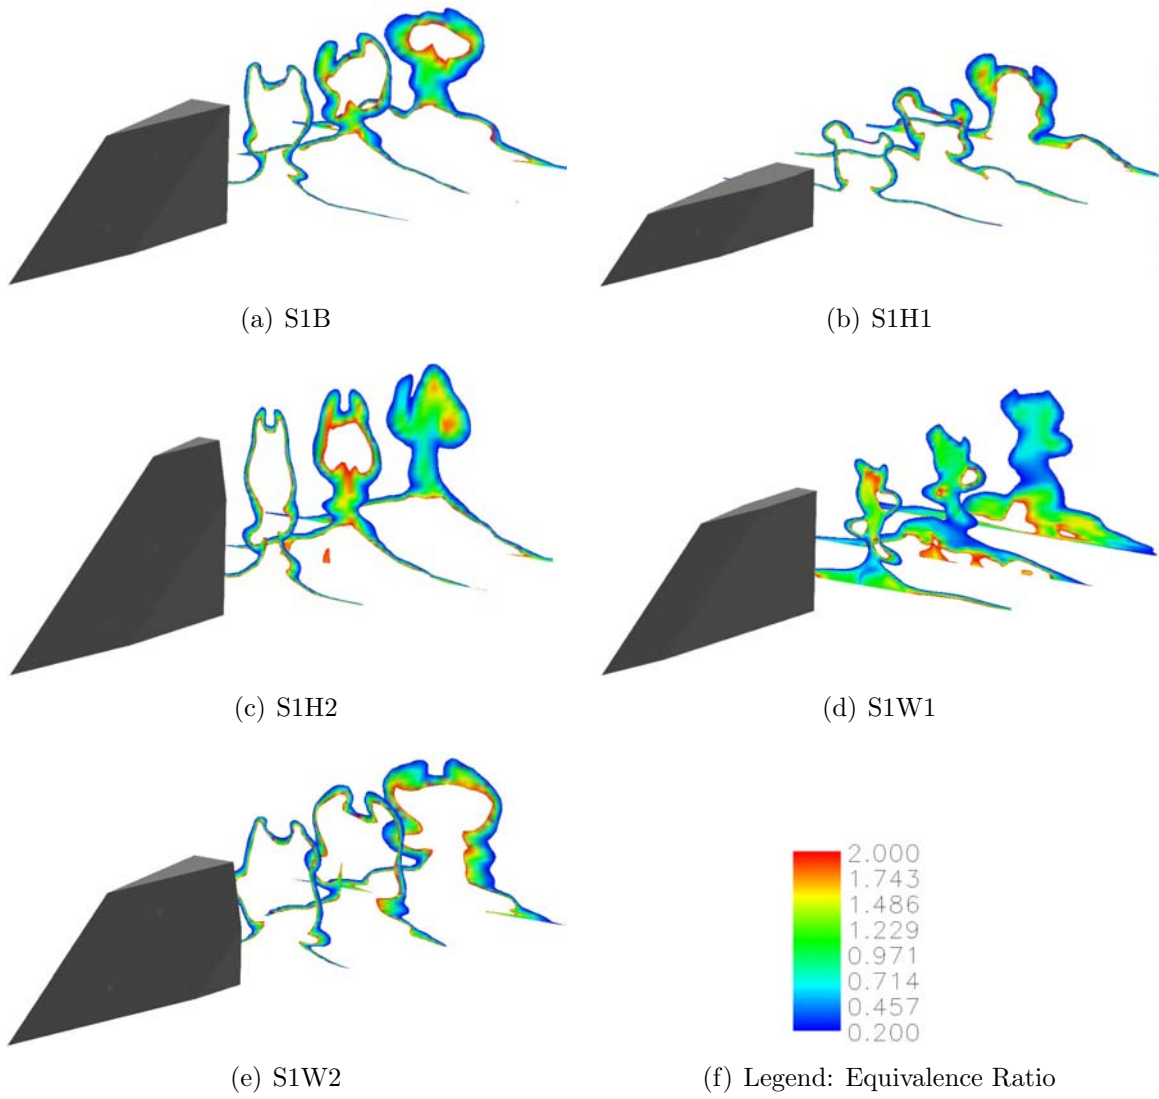 (a) S1B
(b) S1H1
(c) S1H2
(d) S1W1
2.000
1.743
1.486
1.229
0.971
0.714
0.457
0.200
(e) S1W2
(f) Legend: Equivalence Ratio